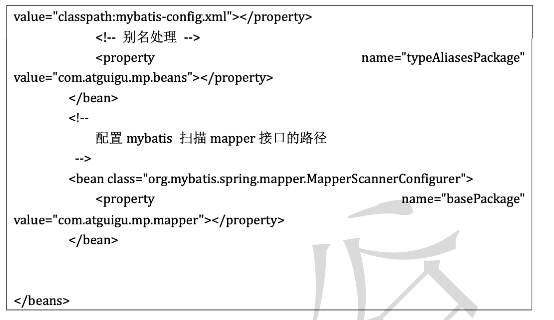 value="classpath:mybatis-config.xml"></property>
<!-- 别名处理 -->
<property name="typeAliasesPackage"
value="com.atguigu.mp.beans"></property>
</bean>
<!--
配置 mybatis 扫描 mapper 接口的路径
-->
<bean class="org.mybatis.spring.mapper.MapperScannerConfigurer">
<property name="basePackage"
value="com.atguigu.mp.mapper"></property>
</bean>
</beans>